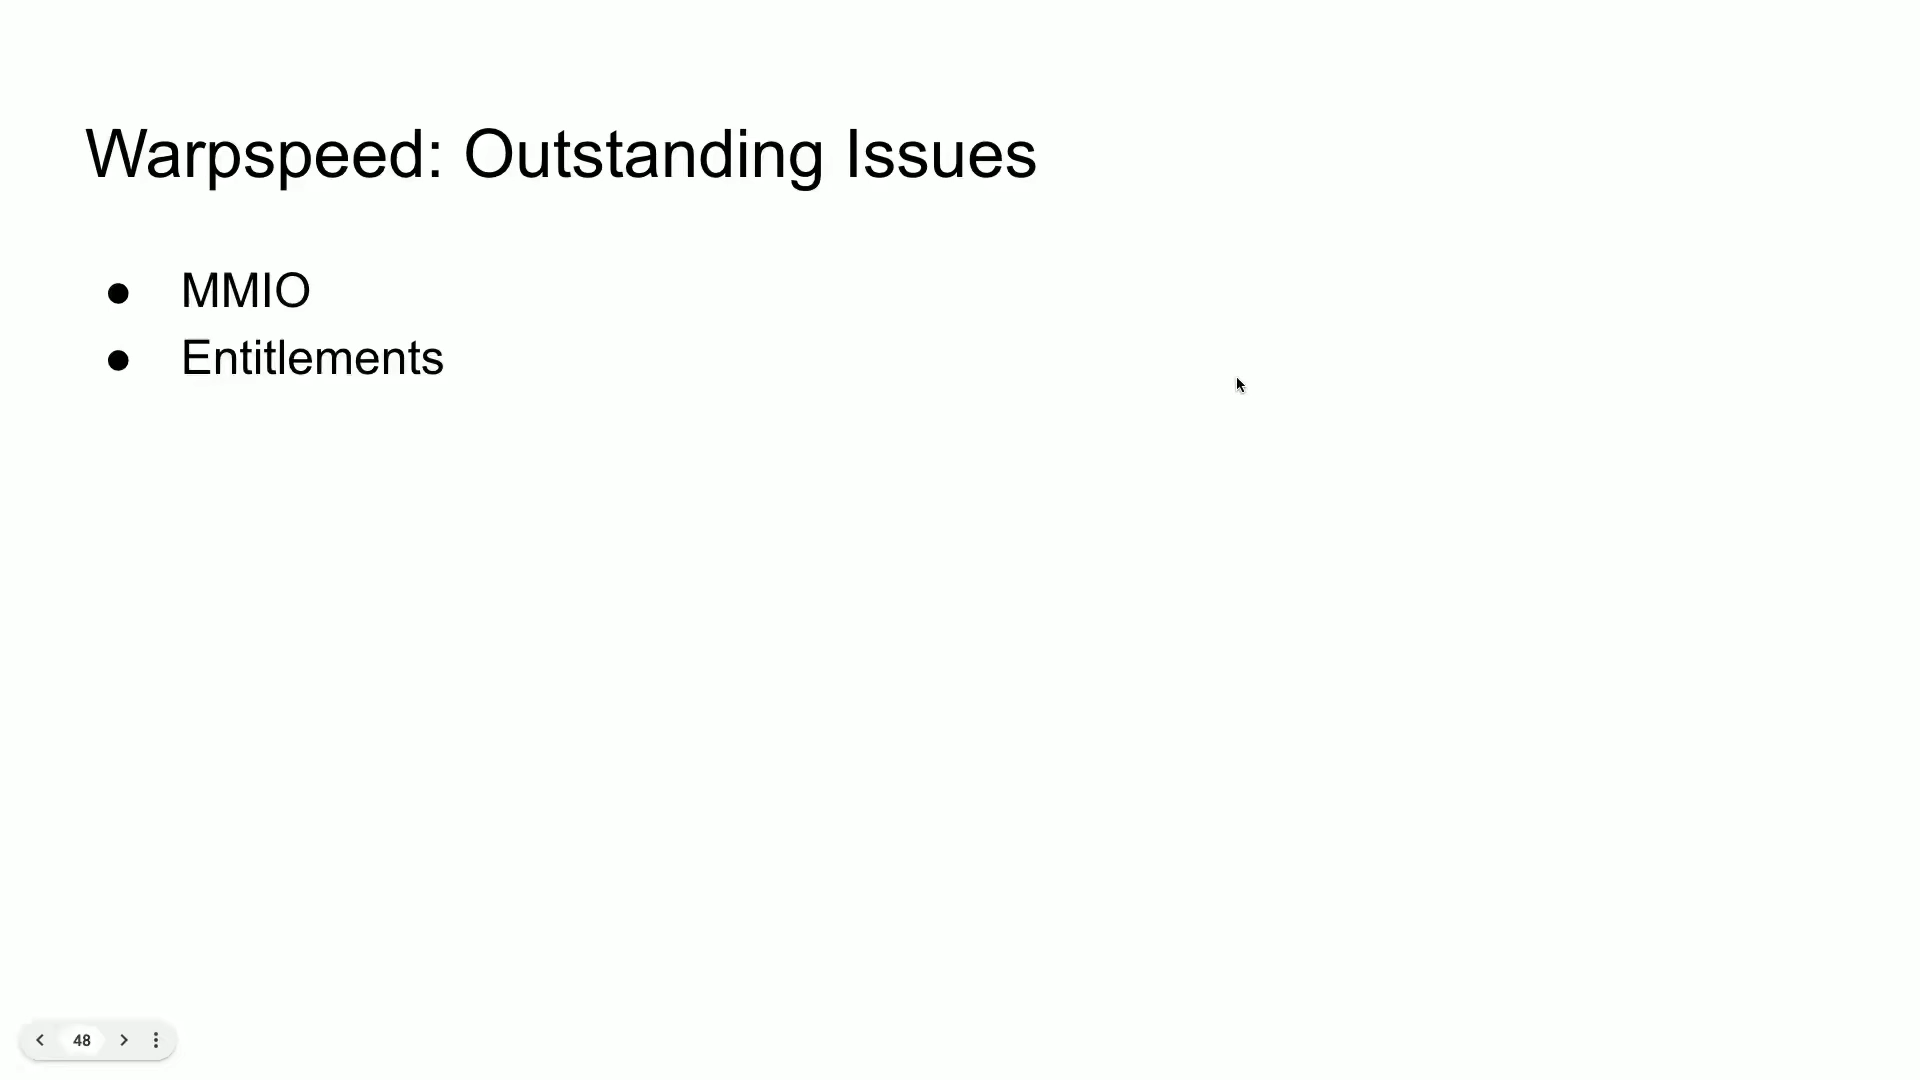 Warpspeed: Outstanding Issues
● MMIO
● Entitlements
48